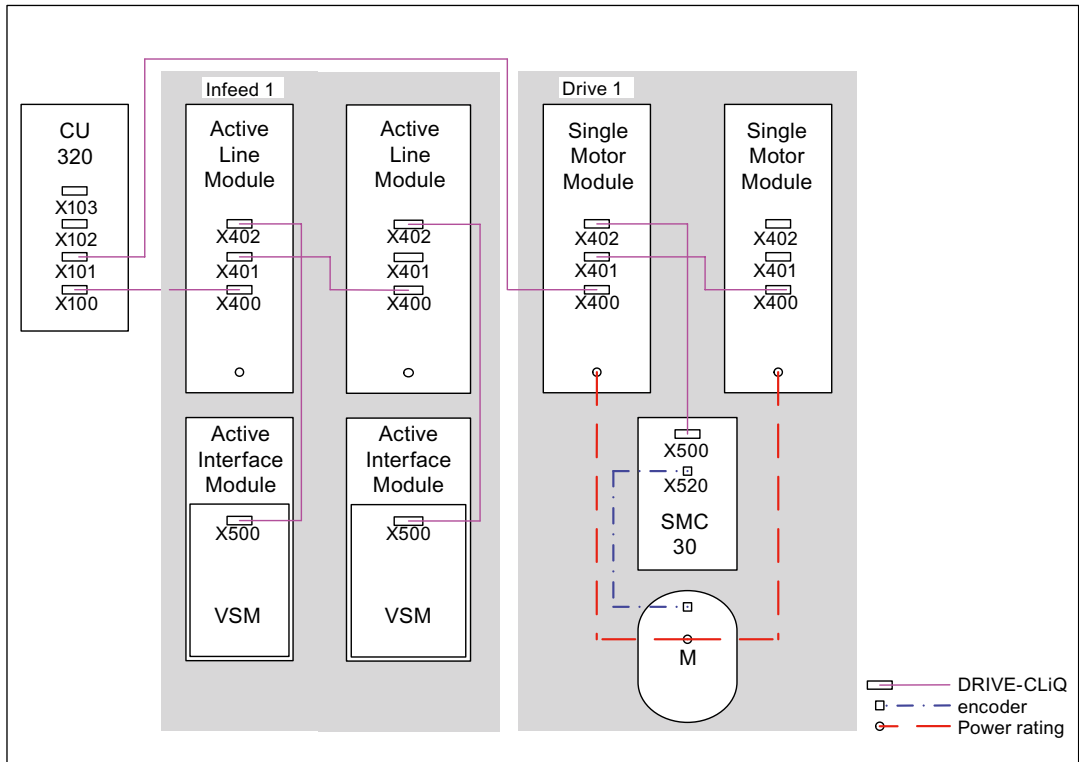 Infeed 1
Drive 1
CU
320
X103
X102
X101
X100
Active
Line
Module
X402
X401
X400
Active
Line
Module
X402
X401
X400
Single
Motor
Module
X402
X401
X400
Single
Motor
Module
X402
X401
X400
Active
Interface
Module
X500
VSM
Active
Interface
Module
X500
VSM
X500
X520
SMC
30
M
DRIVE-CLiQ
encoder
Power rating